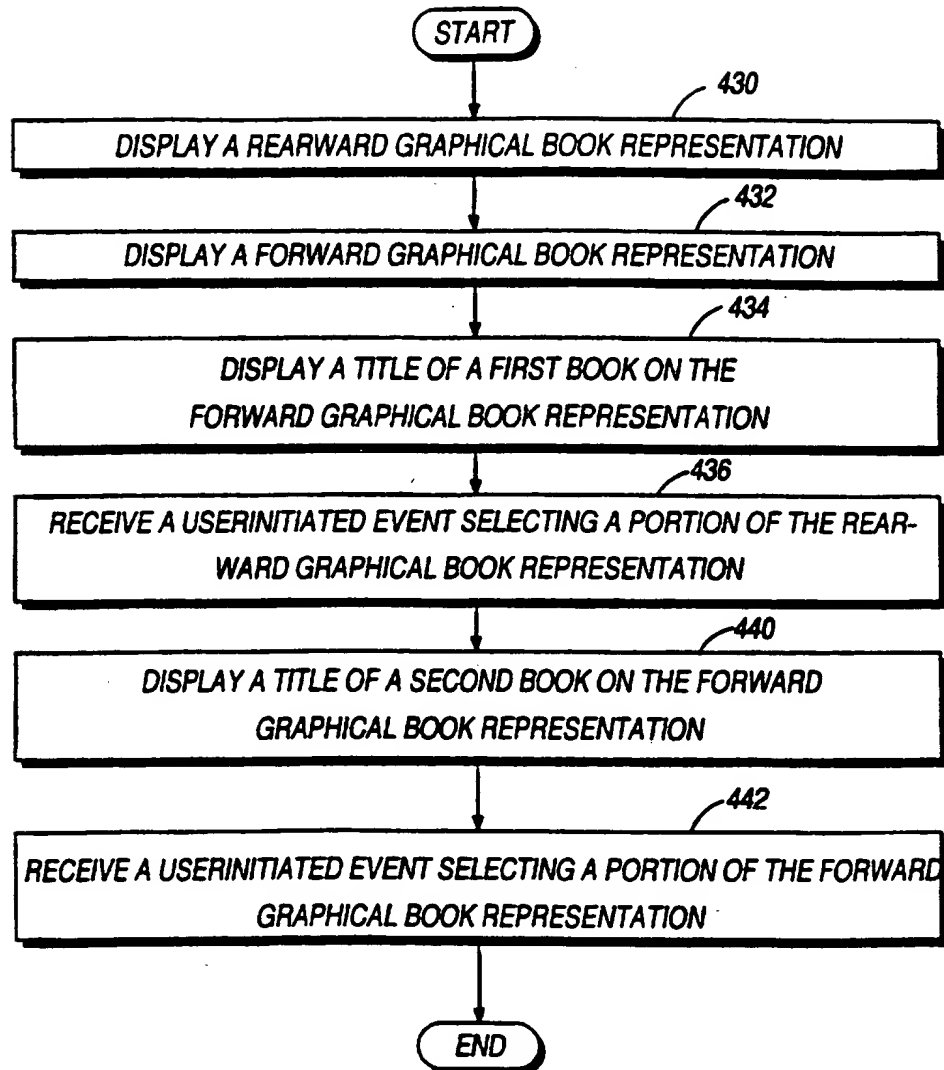 START
430
DISPLAY A REARWARD GRAPHICAL BOOK REPRESENTATION
432
DISPLAY A FORWARD GRAPHICAL BOOK REPRESENTATION
434
DISPLAY A TITLE OF A FIRST BOOK ON THE
FORWARD GRAPHICAL BOOK REPRESENTATION
436
RECEIVE A USERINITIATED EVENT SELECTING A PORTION OF THE REAR-
WARD GRAPHICAL BOOK REPRESENTATION
440
DISPLAY A TITLE OF A SECOND BOOK ON THE FORWARD
GRAPHICAL BOOK REPRESENTATION
442
RECEIVE A USERINITIATED EVENT SELECTING A PORTION OF THE FORWARD
GRAPHICAL BOOK REPRESENTATION
END